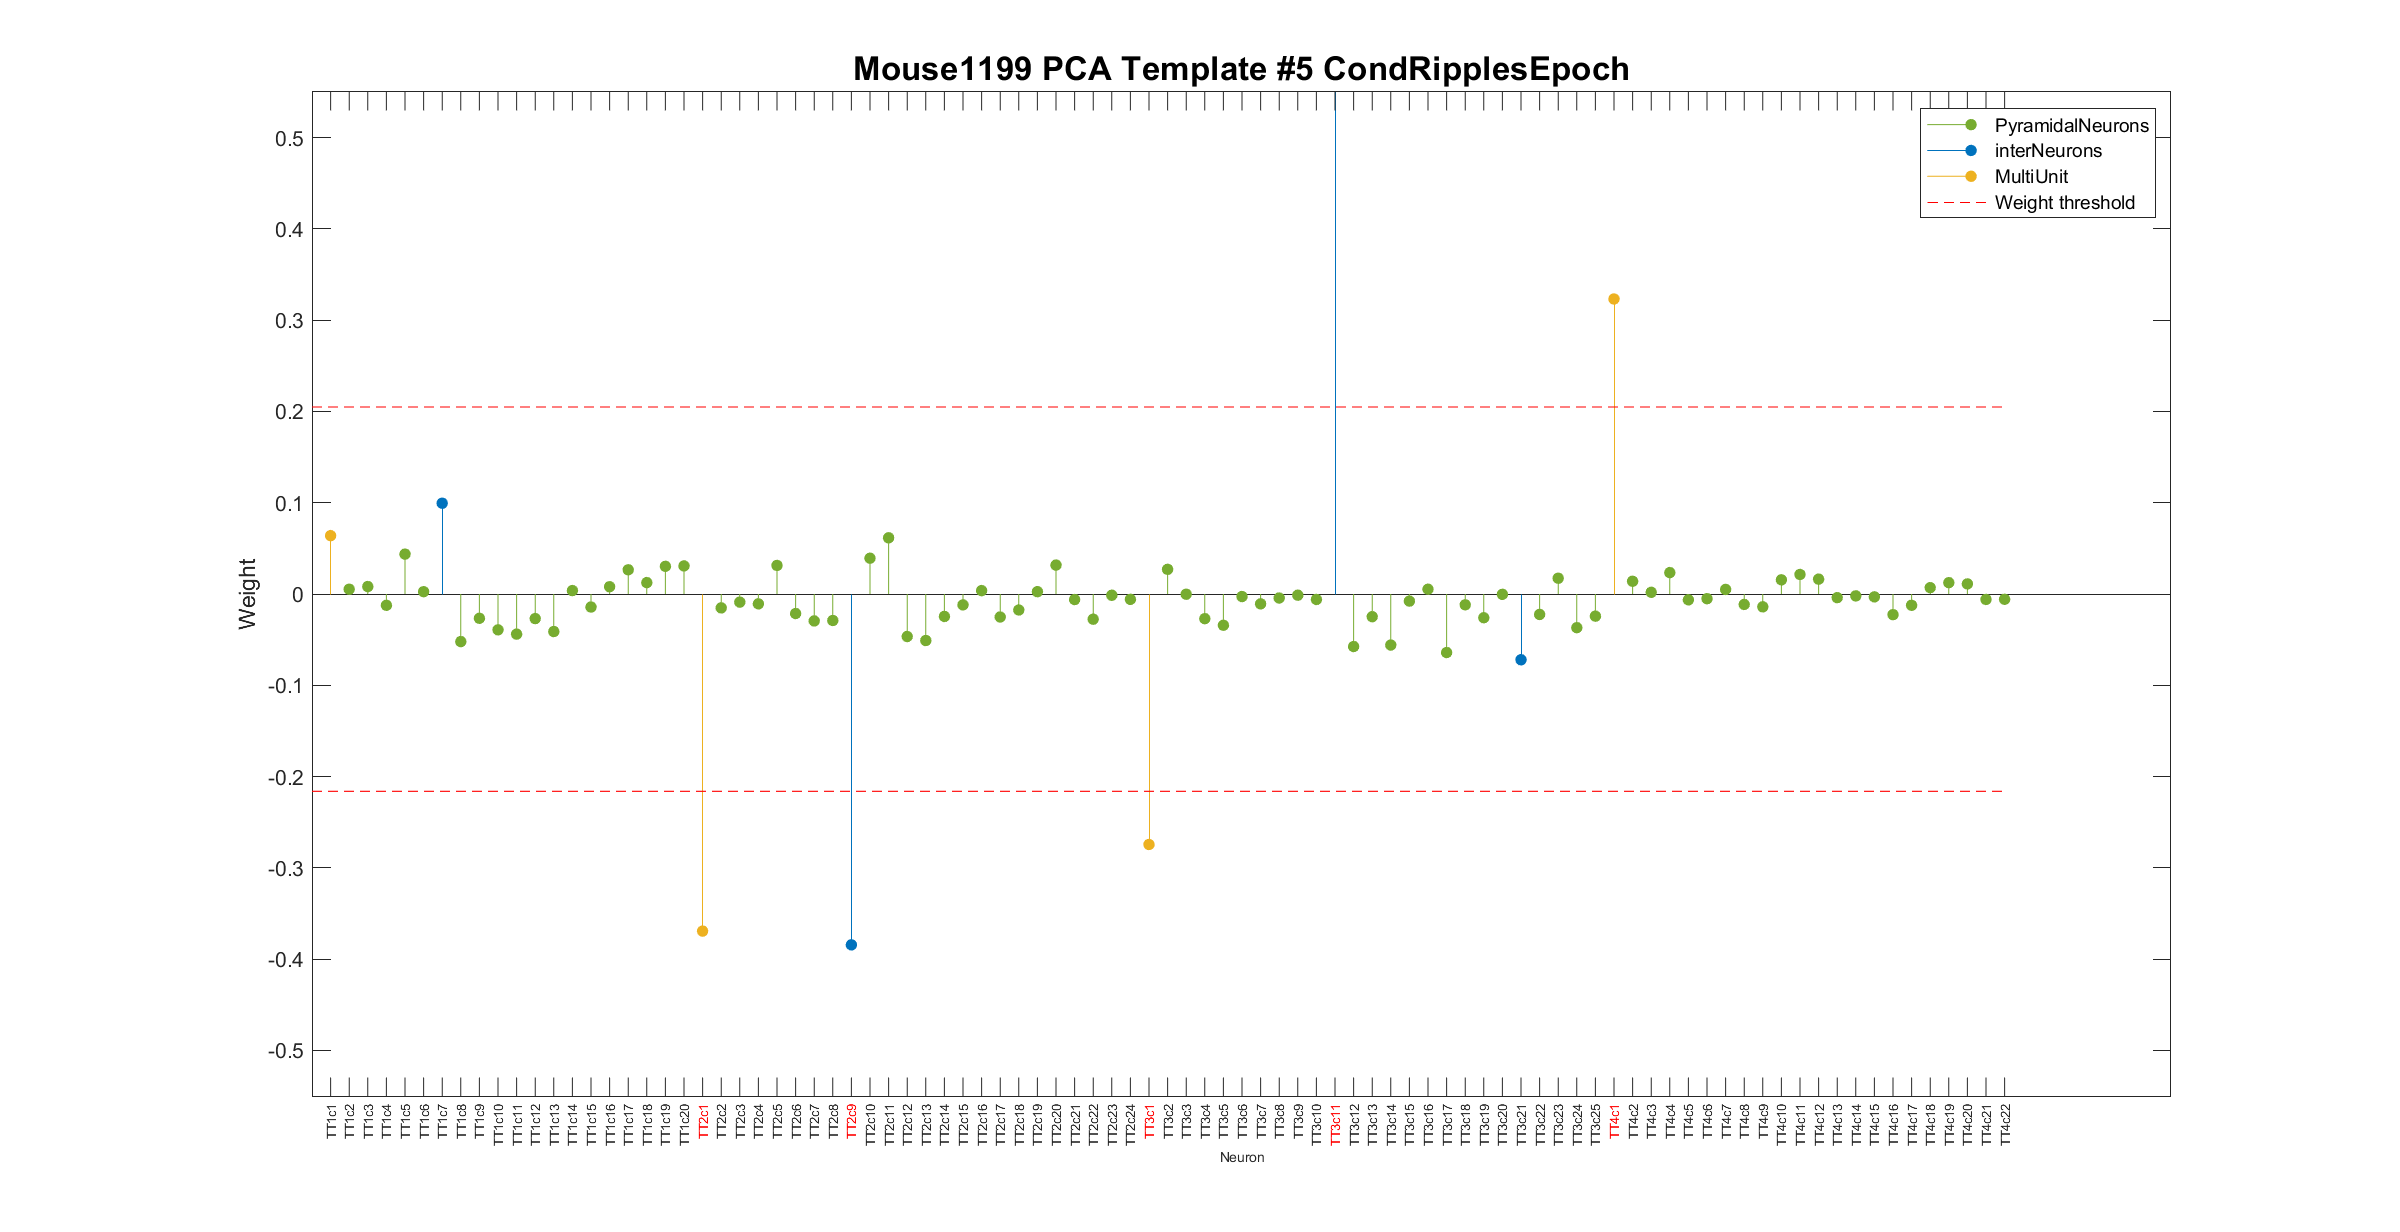 Mouse1199 PCA Template #5 CondRipplesEpoch
PyramidalNeurons
interNeurons
MultiUnit
Weight threshold
0.5
0.4
0.3
0.2
0.1
0
-0.1
-0.2
-0.3
-0.4
-0.5
Weight
TT1c1
TT1c2
TT1c3
TT1c4
TT1c5
TT1c6
TT1c7
TT1c8
TT1c9
TT1c10
TT1c11
TT1c12
TT1c13
TT1c14
TT1c15
TT1c16
TT1c17
TT1c18
TT1c19
TT1c20
TT2c1
TT2c2
TT2c3
TT2c4
TT2c5
TT2c6
TT2c7
TT2c8
TT2c9
TT2c10
TT2c11
TT2c12
TT2c13
TT2c14
TT2c15
TT2c16
TT2c17
TT2c18
TT2c19
TT2c20
TT2c21
TT2c22
TT2c23
TT2c24
TT3c1
TT3c2
TT3c3
TT3c4
TT3c5
TT3c6
TT3c7
TT3c8
TT3c9
TT3c10
TT3c11
TT3c12
TT3c13
TT3c14
TT3c15
TT3c16
TT3c17
TT3c18
TT3c19
TT3c20
TT3c21
TT3c22
TT3c23
TT3c24
TT3c25
TT4c1
TT4c2
TT4c3
TT4c4
TT4c5
TT4c6
TT4c7
TT4c8
TT4c9
TT4c10
TT4c11
TT4c12
TT4c13
TT4c14
TT4c15
TT4c16
TT4c17
TT4c18
TT4c19
TT4c20
TT4c21
TT4c22
Neuron